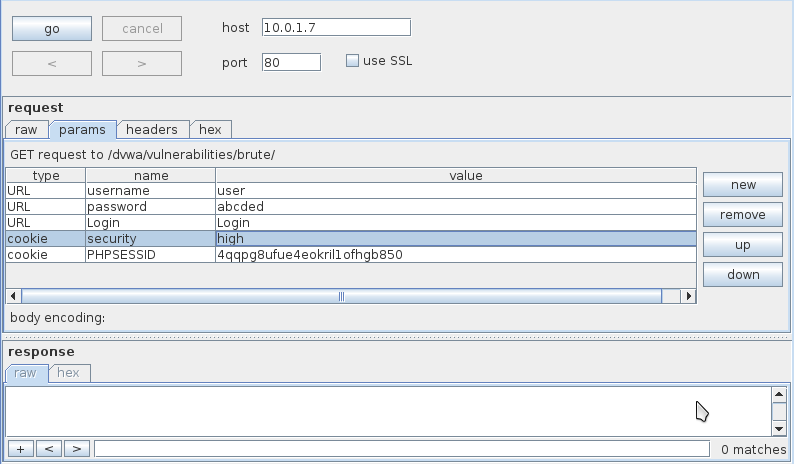 go cancel host 10.0.1.7
< > port 80 use SSL
request
raw params headers hex
GET request to /dvwa/vulnerabilities/brute/
type name value
URL username user
URL password abcded
URL Login Login
cookie security high
cookie PHPSESSID 4qqpg8ufue4eokril1ofhgb850
new
remove
up
down
body encoding:
response
raw hex
+ < > 0 matches